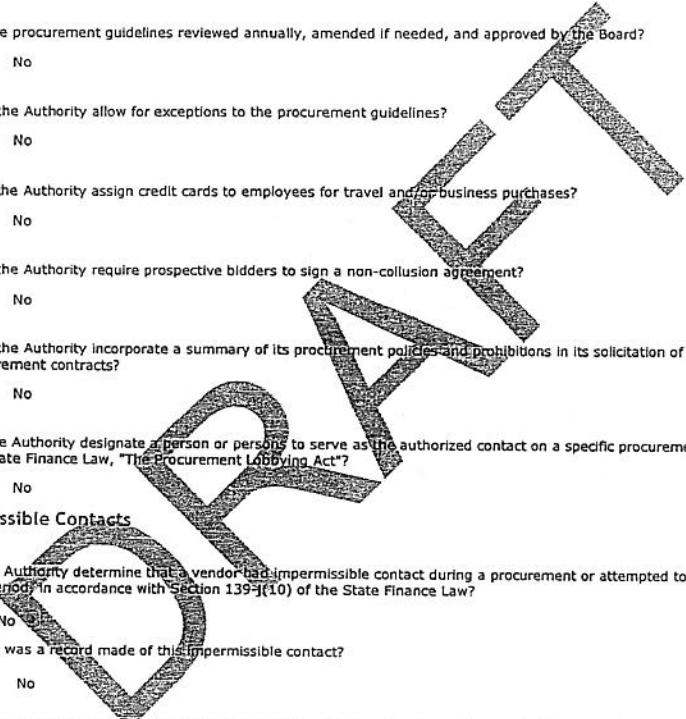 e procurement guidelines reviewed annually, amended if needed, and approved by the Board?
No
the Authority allow for exceptions to the procurement guidelines?
No
the Authority assign credit cards to employees for travel and/or business purchases?
No
the Authority require prospective bidders to sign a non-collusion agreement?
No
the Authority incorporate a summary of its procurement policies and prohibitions in its solicitation of
rement contracts?
No
e Authority designate a person or persons to serve as the authorized contact on a specific procureme
ate Finance Law, "The Procurement Lobbying Act"?
No
ssible Contacts
Authority determine that a vendor had impermissible contact during a procurement or attempted to
eriod, in accordance with Section 139-j(10) of the State Finance Law?
No
was a record made of this impermissible contact?
No
DRAFT